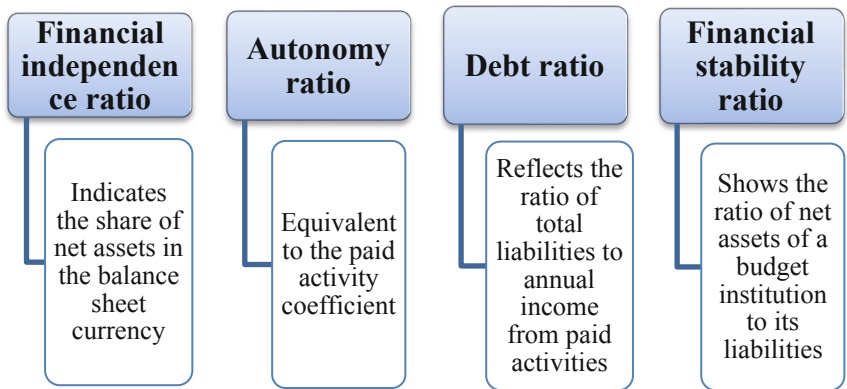 Financial
independen
ce ratio
Indicates
the share of
net assets in
the balance
sheet
currency
Autonomy
ratio
Equivalent
to the paid
activity
coefficient
Debt ratio
Reflects the
ratio of
total
liabilities to
annual
income
from paid
activities
Financial
stability
ratio
Shows the
ratio of net
assets of a
budget
institution
to its
liabilities